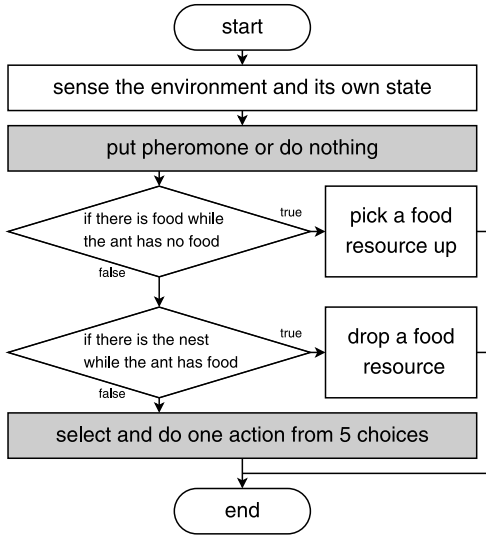 start
sense the environment and its own state
put pheromone or do nothing
if there is food while
the ant has no food
true
pick a food
resource up
false
if there is the nest
while the ant has food
true
drop a food
resource
false
select and do one action from 5 choices
end